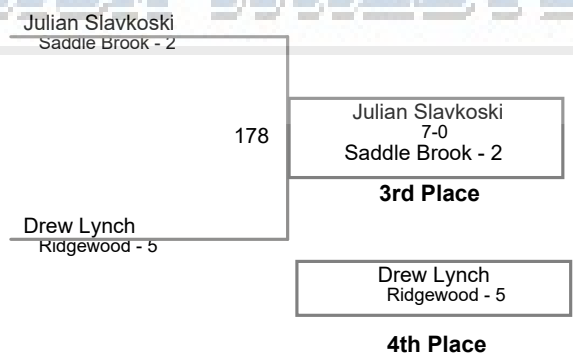 Julian Slavkoski
Saddle Brook - 2
178
Julian Slavkoski
7-0
Saddle Brook - 2
3rd Place
Drew Lynch
Ridgewood - 5
Drew Lynch
Ridgewood - 5
4th Place